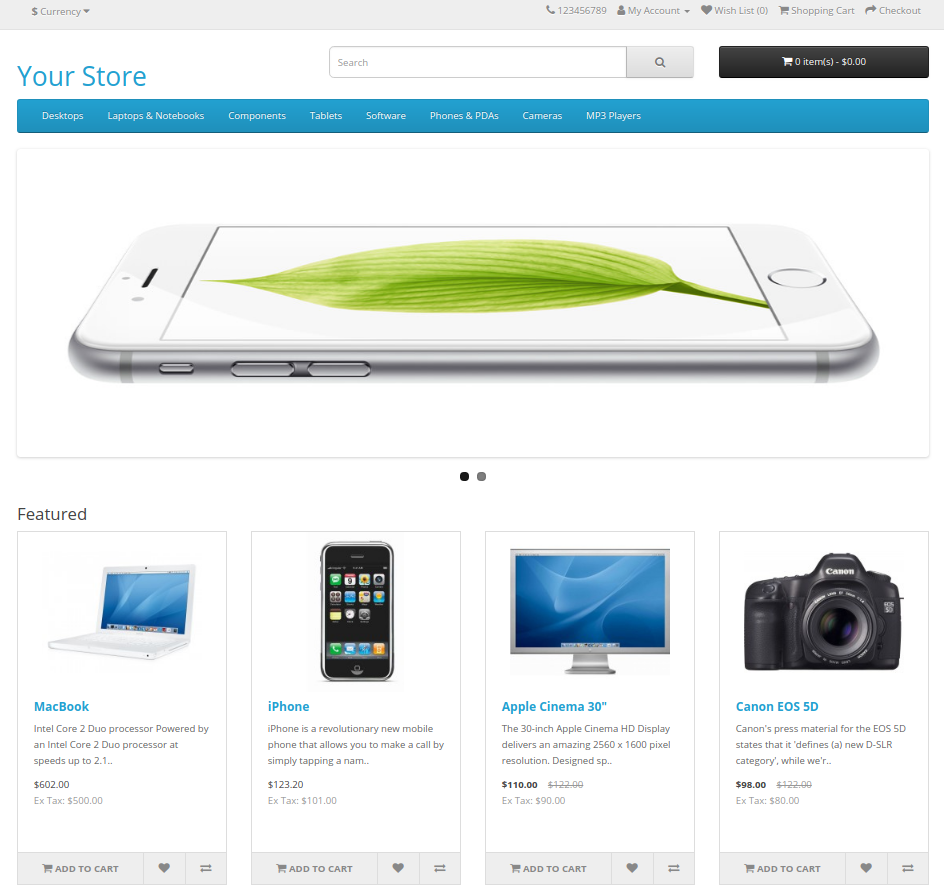 $ Currency
123456789 My Account Wish List (0) Shopping Cart Checkout
Your Store
Search
0 item(s) - $0.00
Desktops Laptops & Notebooks Components Tablets Software Phones & PDAs Cameras MP3 Players
Featured
Canon
MacBook
Intel Core 2 Duo processor Powered by
an Intel Core 2 Duo processor at
speeds up to 2.1..
$602.00
Ex Tax: $500.00
ADD TO CART
iPhone
iPhone is a revolutionary new mobile
phone that allows you to make a call by
simply tapping a nam..
$123.20
Ex Tax: $101.00
ADD TO CART
Apple Cinema 30"
The 30-inch Apple Cinema HD Display
delivers an amazing 2560 x 1600 pixel
resolution. Designed sp..
$110.00 $122.00
Ex Tax: $90.00
ADD TO CART
Canon EOS 5D
Canon's press material for the EOS 5D
states that it 'defines (a) new D-SLR
category', while we'r..
$98.00 $122.00
Ex Tax: $80.00
ADD TO CART